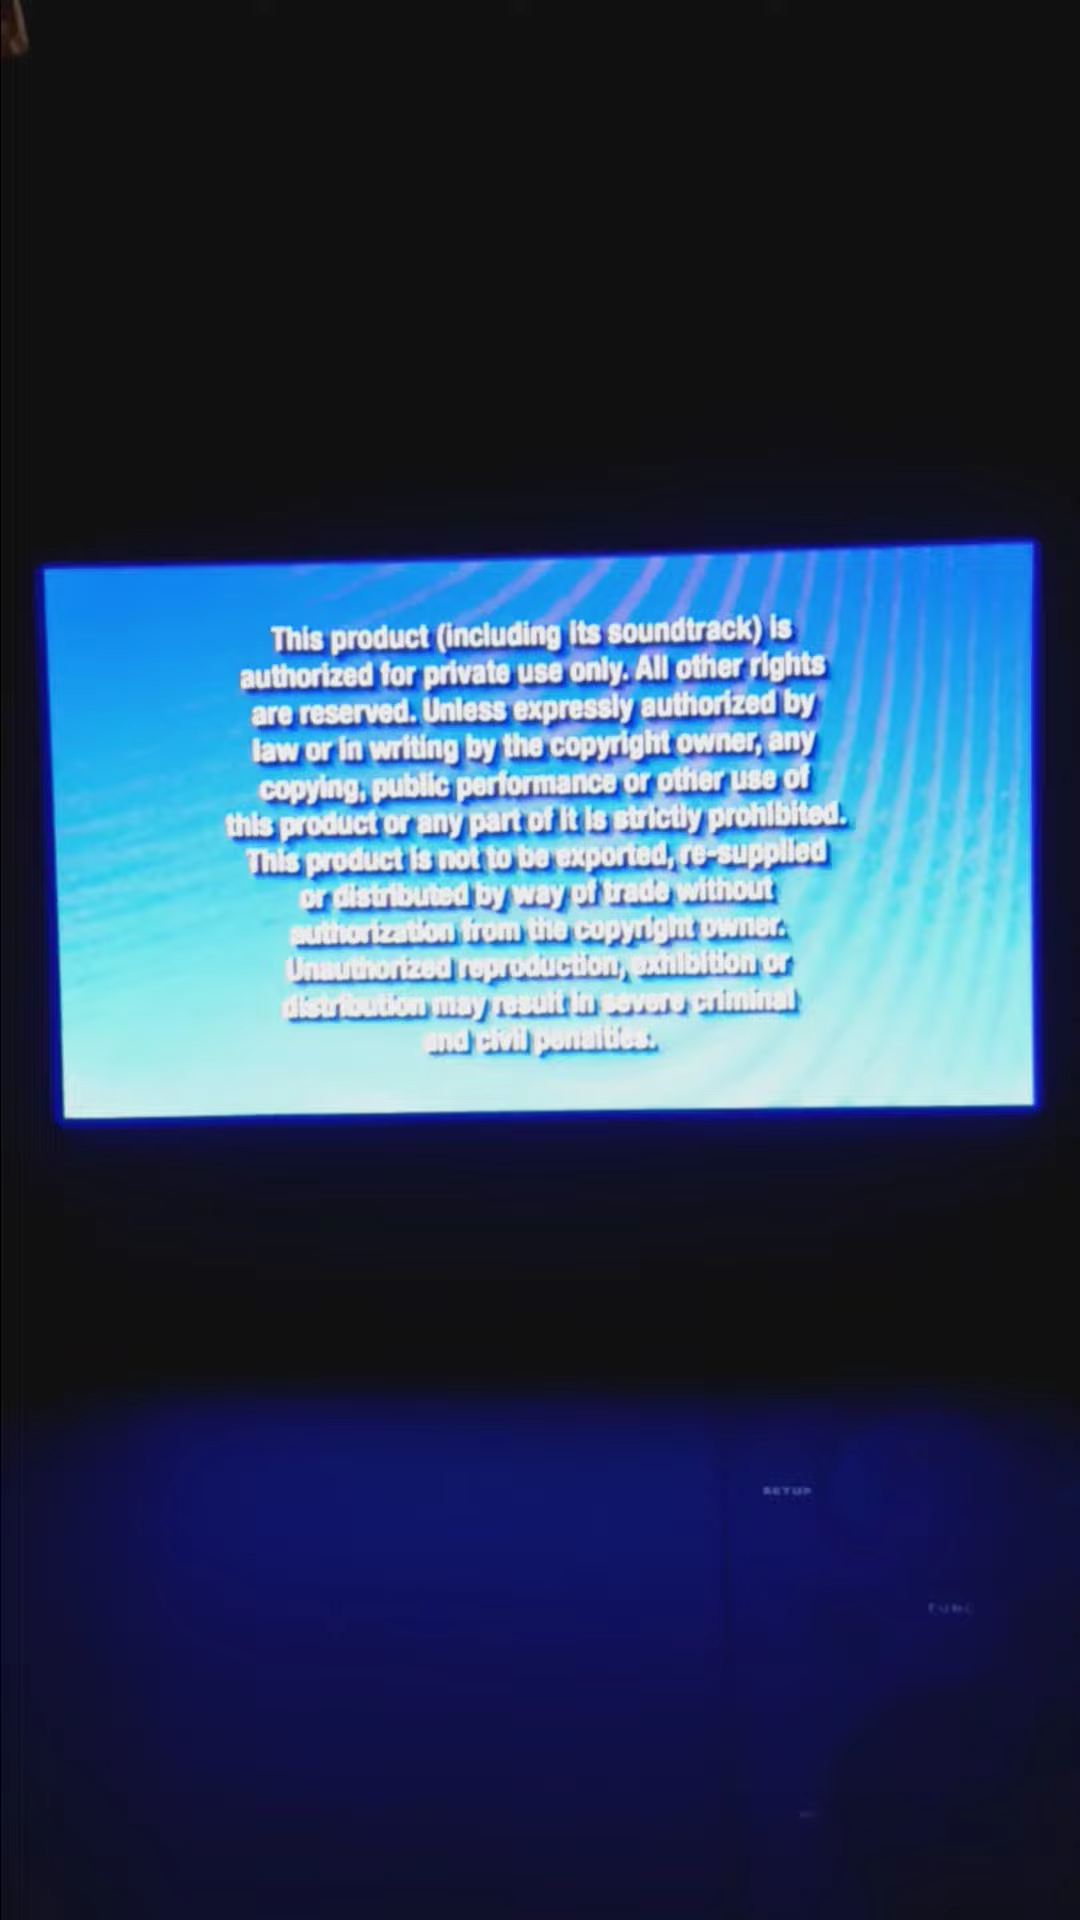 This product (including its soundtrack) is
authorized for private use only. All other rights
are reserved. Unless expressly authorized by
law or in writing by the copyright owner, any
copying, public performance or other use of
this product or any part of it is strictly prohibited.
This product is not to be exported, re-supplied
or distributed by way of trade without
authorization from the copyright owner.
Unauthorized reproduction, exhibition or
distribution may result in severe criminal
and civil penalties.
SETUP
FUNC